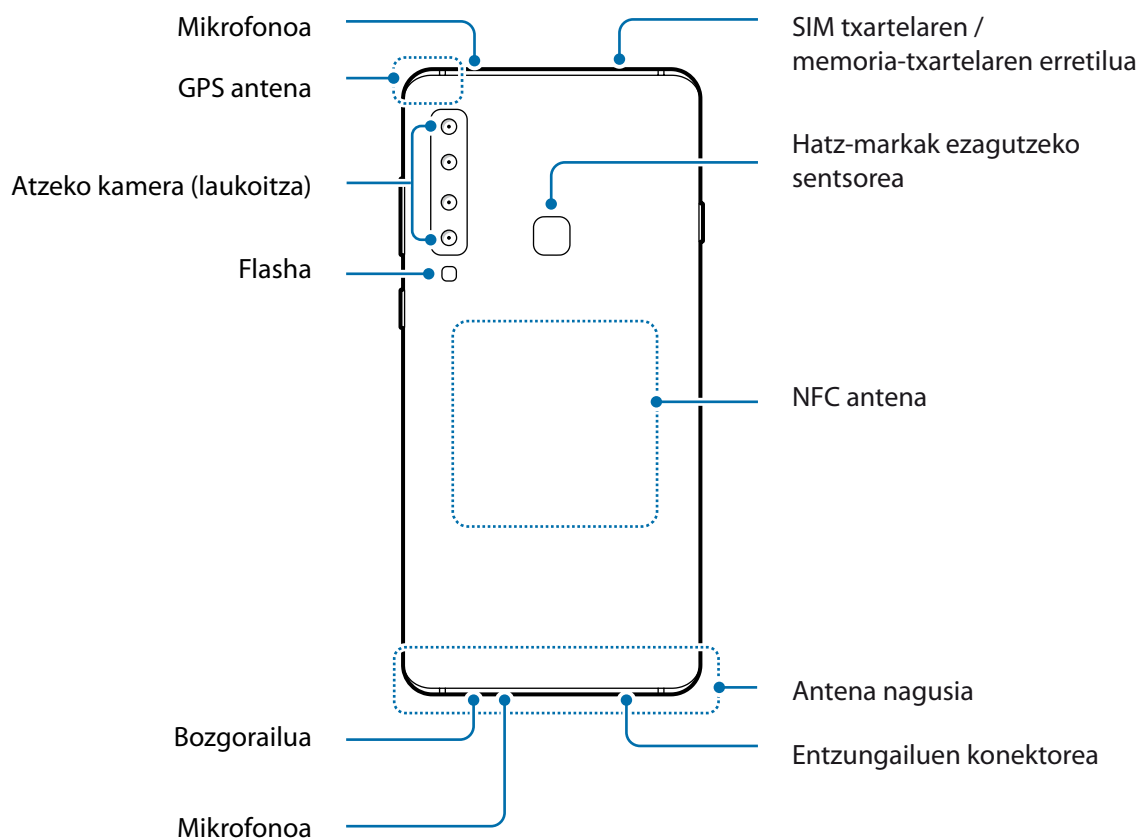 Mikrofonoa
GPS antena
Atzeko kamera (laukoitza)
Flasha
Bozgorailua
Mikrofonoa
SIM txartelaren /
memoria-txartelaren erretilua
Hatz-markak ezagutzeko
sentsorea
NFC antena
Antena nagusia
Entzungailuen konektorea